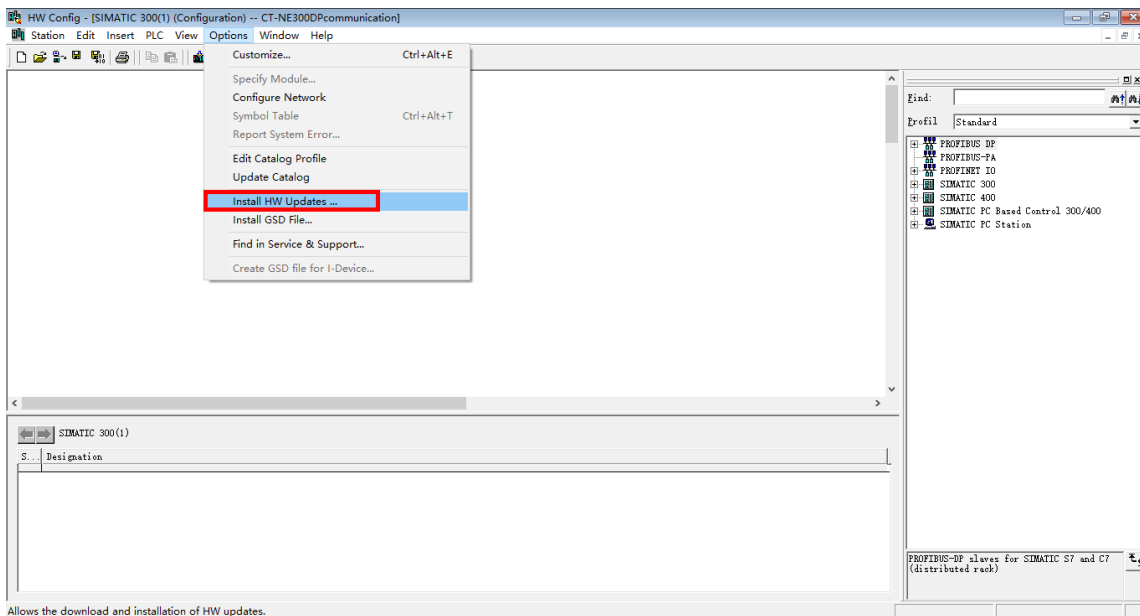 HW Config - [SIMATIC 300(1) (Configuration) -- CT-NE300DPcommunication]
Station Edit Insert PLC View Options Window Help
Customize... Ctrl+Alt+E
Specify Module...
Configure Network
Symbol Table Ctrl+Alt+T
Report System Error...
Edit Catalog Profile
Update Catalog
Install HW Updates ...
Install GSD File...
Find in Service & Support...
Create GSD file for I-Device...
Find:
Profil Standard
PROFIBUS DP
PROFIBUS-PA
PROFINET IO
SIMATIC 300
SIMATIC 400
SIMATIC PC Based Control 300/400
SIMATIC PC Station
SIMATIC 300(1)
S... Designation
PROFIBUS-DP slaves for SIMATIC S7 and C7
(distributed rack)
Allows the download and installation of HW updates.